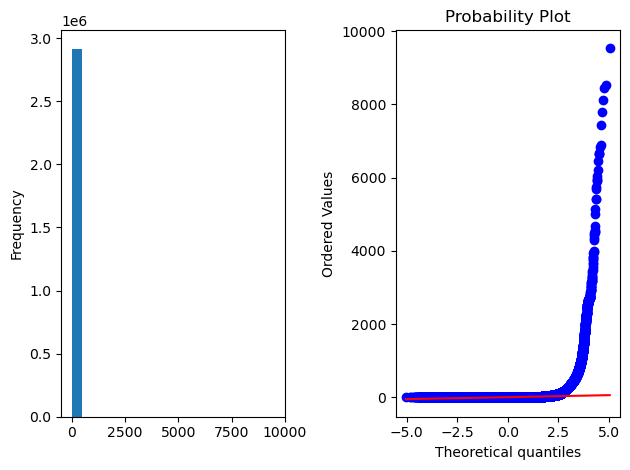 1e6
3.0
2.5
2.0
1.5
1.0
0.5
0.0
Frequency
0 2500 5000 7500 10000
Probability Plot
10000
8000
6000
4000
2000
0
Ordered Values
−5.0 −2.5 0.0 2.5 5.0
Theoretical quantiles